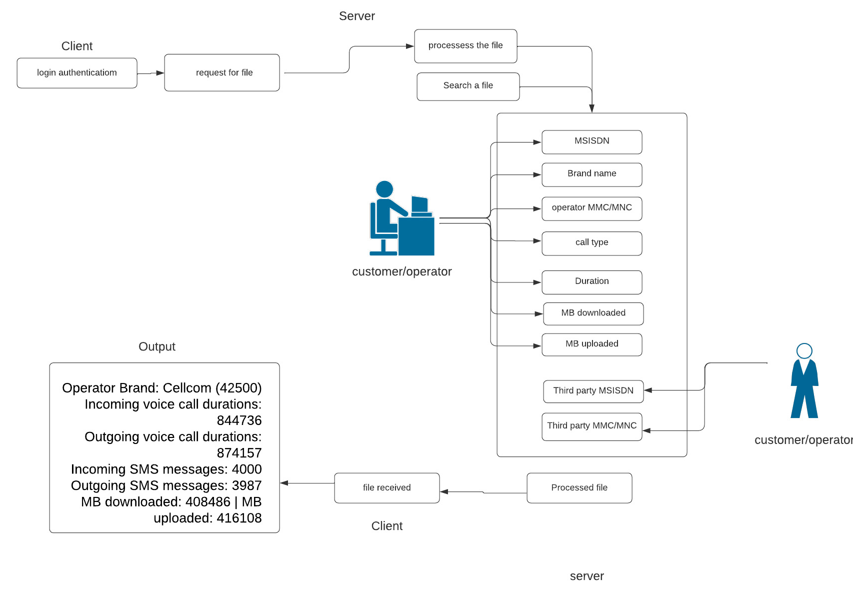 Server
Client
processess the file
login authenticatiom
request for file
Search a file
MSISDN
Brand name
operator MMC/MNC
call type
customer/operator
Duration
MB downloaded
MB uploaded
Output
Third party MSISDN
Third party MMC/MNC
customer/operator
Operator Brand: Cellcom (42500)
Incoming voice call durations:
844736
Outgoing voice call durations:
874157
Incoming SMS messages: 4000
Outgoing SMS messages: 3987
MB downloaded: 408486 | MB
uploaded: 416108
file received
Processed file
Client
server